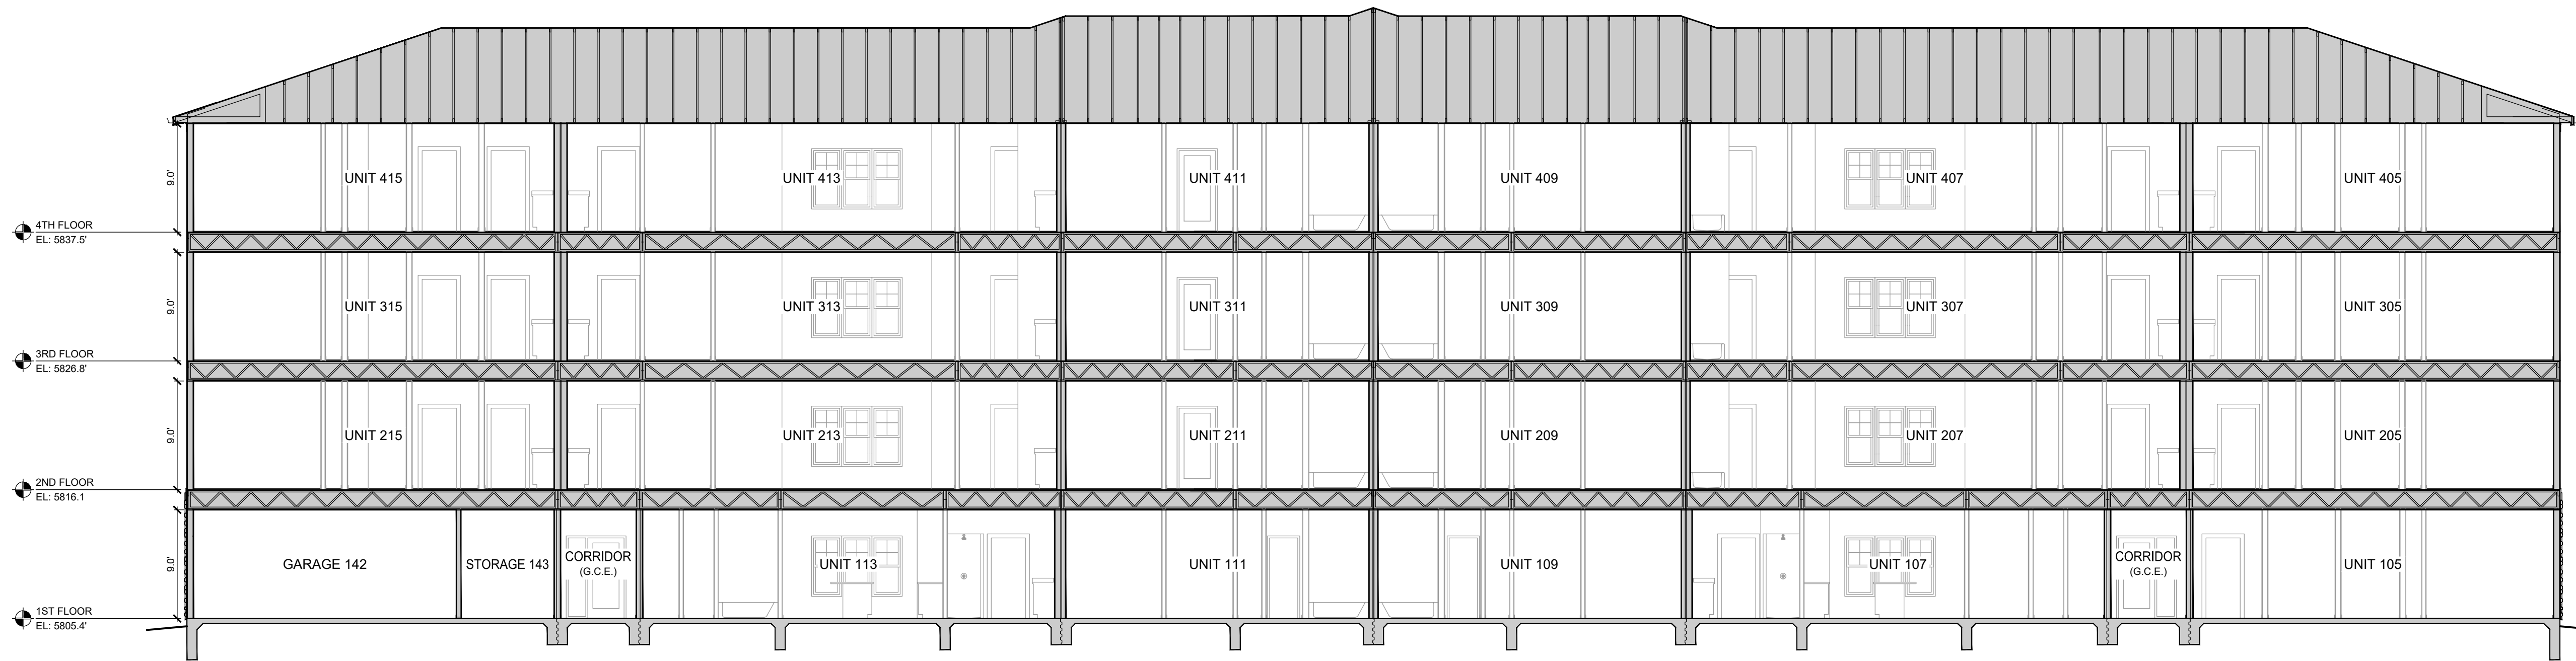 9.0'
UNIT 415
UNIT 413
UNIT 411
UNIT 409
UNIT 407
UNIT 405
4TH FLOOR
EL: 5837.5'
9.0'
UNIT 315
UNIT 313
UNIT 311
UNIT 309
UNIT 307
UNIT 305
3RD FLOOR
EL: 5826.8'
9.0'
UNIT 215
UNIT 213
UNIT 211
UNIT 209
UNIT 207
UNIT 205
2ND FLOOR
EL: 5816.1
9.0'
GARAGE 142
STORAGE 143
CORRIDOR
(G.C.E.)
UNIT 113
UNIT 111
UNIT 109
UNIT 107
CORRIDOR
(G.C.E.)
UNIT 105
1ST FLOOR
EL: 5805.4'